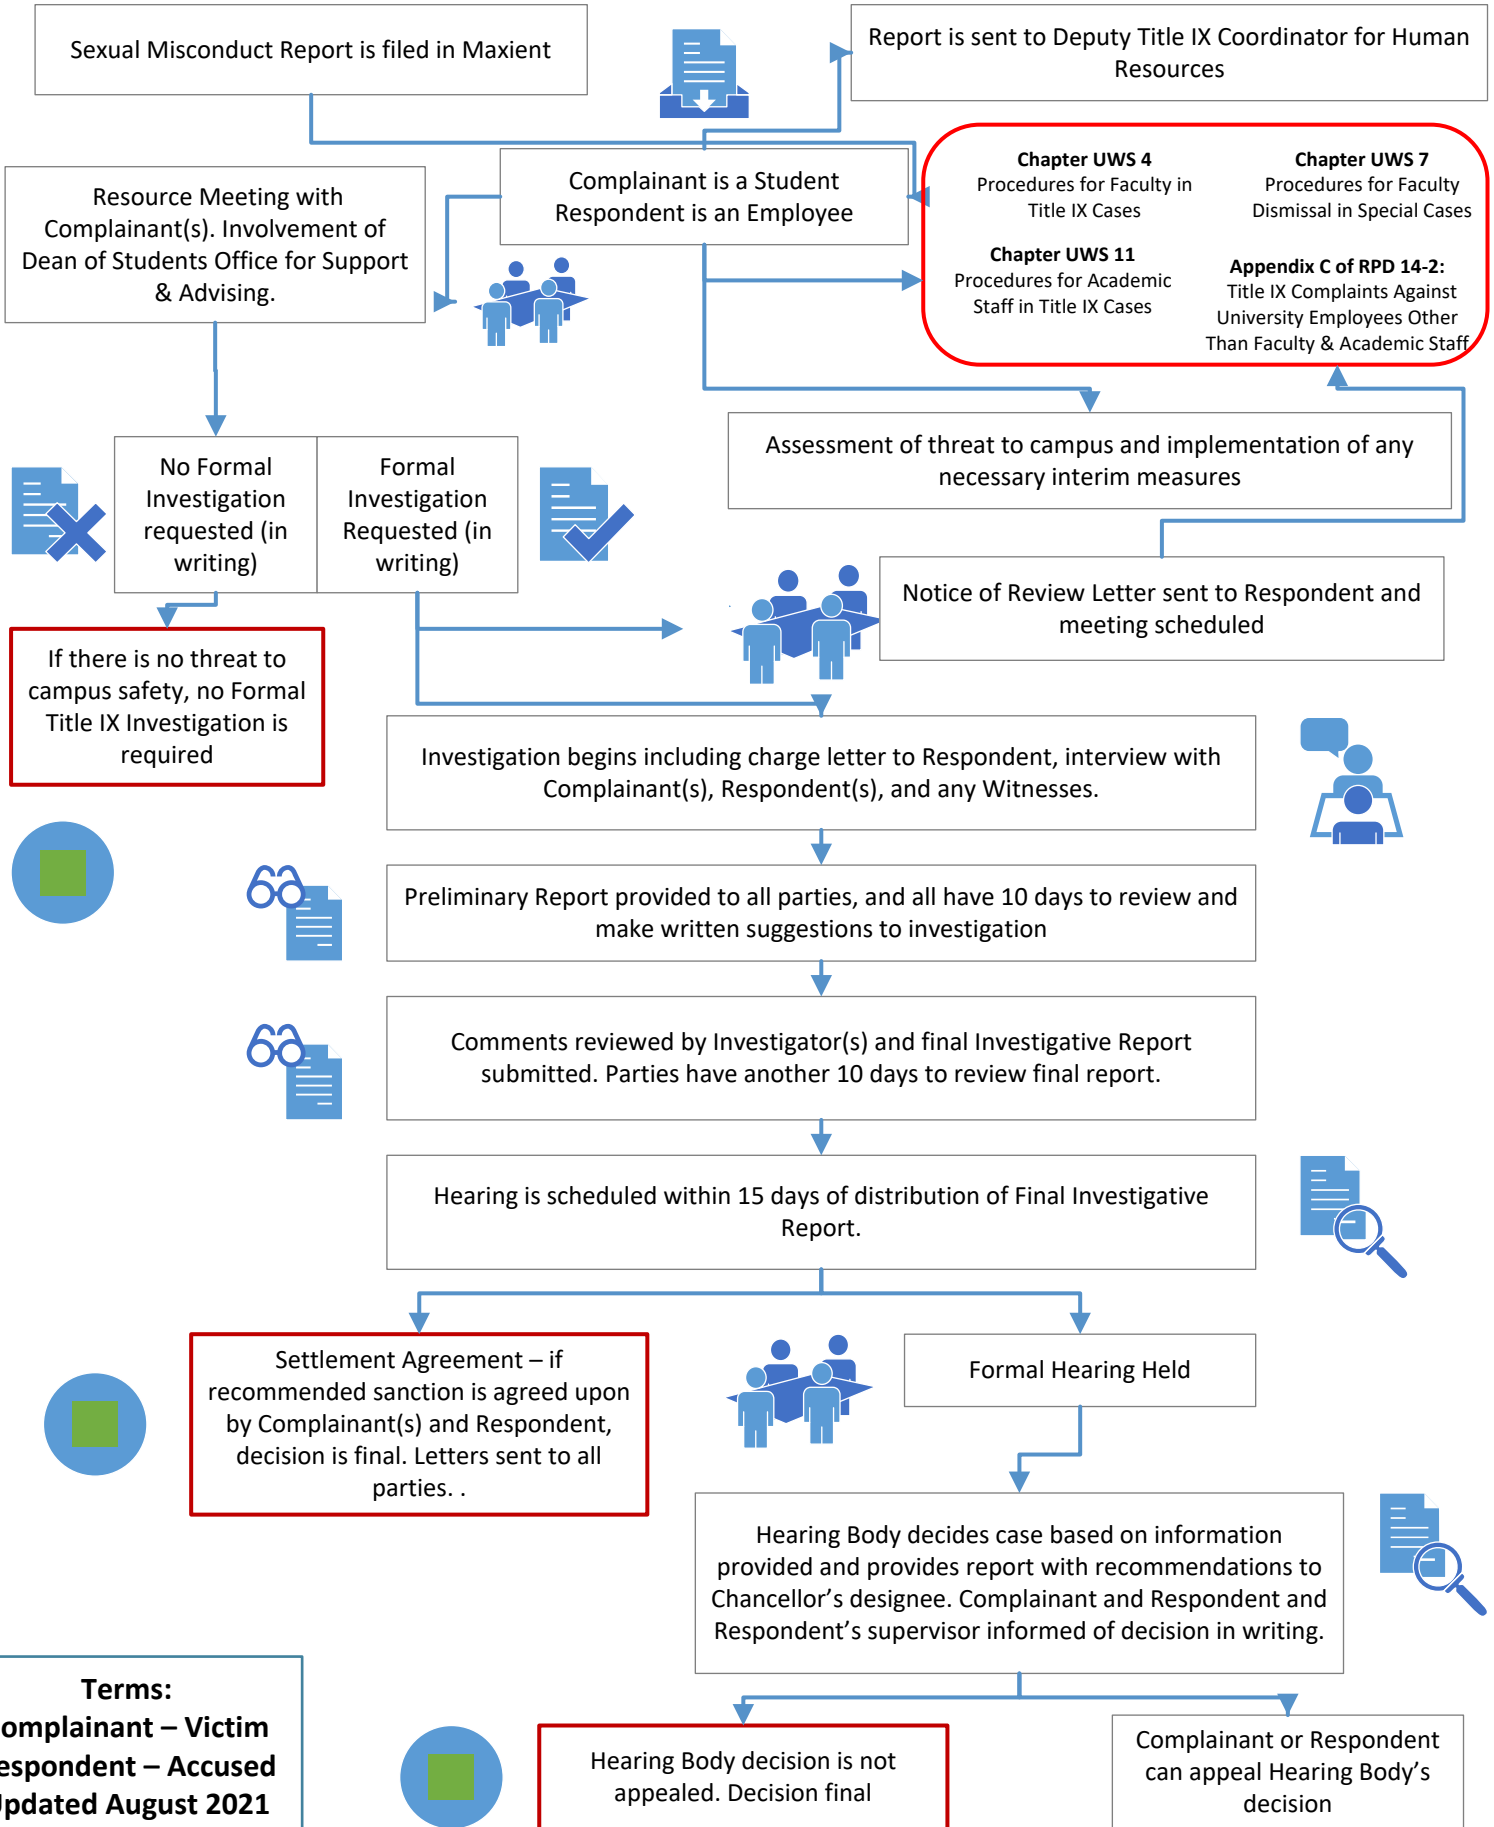 Sexual Misconduct Report is filed in Maxient
Report is sent to Deputy Title IX Coordinator for Human
Resources
Complainant is a Student
Respondent is an Employee
Chapter UWS 4
Procedures for Faculty in
Title IX Cases
Chapter UWS 7
Procedures for Faculty
Dismissal in Special Cases
Chapter UWS 11
Procedures for Academic
Staff in Title IX Cases
Appendix C of RPD 14-2:
Title IX Complaints Against
University Employees Other
Than Faculty & Academic Staff
Resource Meeting with
Complainant(s). Involvement of
Dean of Students Office for Support
& Advising.
Assessment of threat to campus and implementation of any
necessary interim measures
No Formal
Investigation
requested (in
writing)
Formal
Investigation
Requested (in
writing)
Notice of Review Letter sent to Respondent and
meeting scheduled
If there is no threat to
campus safety, no Formal
Title IX Investigation is
required
Investigation begins including charge letter to Respondent, interview with
Complainant(s), Respondent(s), and any Witnesses.
Preliminary Report provided to all parties, and all have 10 days to review and
make written suggestions to investigation
Comments reviewed by Investigator(s) and final Investigative Report
submitted. Parties have another 10 days to review final report.
Hearing is scheduled within 15 days of distribution of Final Investigative
Report.
Settlement Agreement – if
recommended sanction is agreed upon
by Complainant(s) and Respondent,
decision is final. Letters sent to all
parties. .
Formal Hearing Held
Hearing Body decides case based on information
provided and provides report with recommendations to
Chancellor’s designee. Complainant and Respondent and
Respondent’s supervisor informed of decision in writing.
Terms:
omplainant – Victim
espondent – Accused
pdated August 2021
Hearing Body decision is not
appealed. Decision final
Complainant or Respondent
can appeal Hearing Body’s
decision